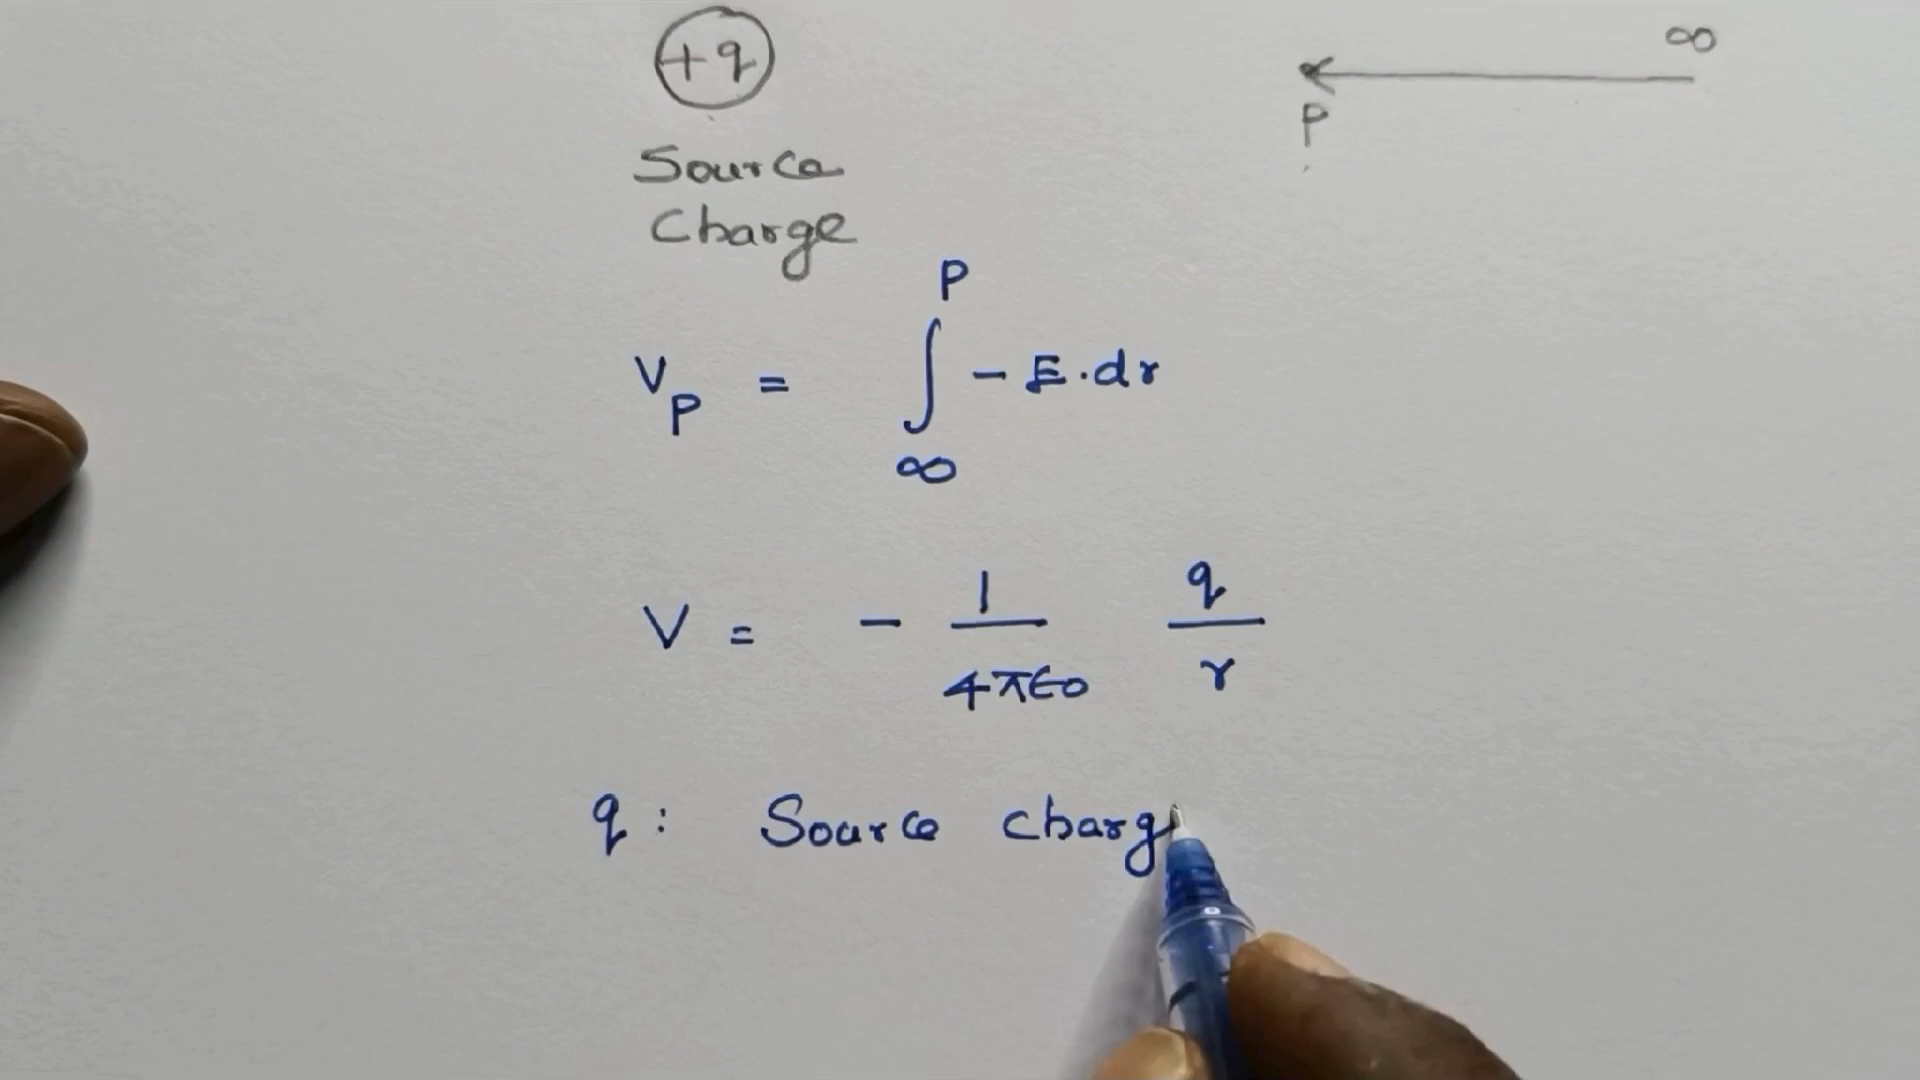 +q
∞
P
Source
Charge
V_P = ∫_∞^P - E.dr
V = - 1/4πϵ0 q/r
q : Source Charg